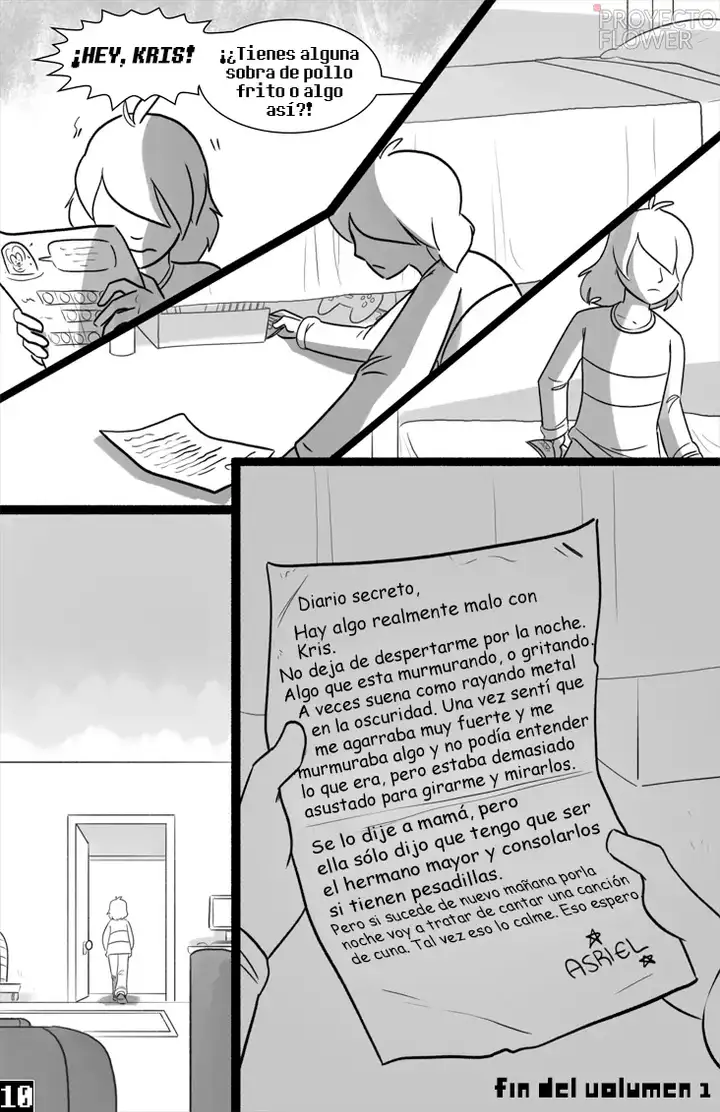 PROYECTO
FLOWER
¡HEY, KRIS!
¡¿Tienes alguna
sobra de pollo
frito o algo
así?!
Diario secreto,
Hay algo realmente malo con
Kris.
No deja de despertarme por la noche.
Algo que esta murmurando, o gritando.
A veces suena como rayando metal
en la oscuridad. Una vez sentí que
me agarraba muy fuerte y me
murmuraba algo y no podía entender
lo que era, pero estaba demasiado
asustado para girarme y mirarlos.
Se lo dije a mamá, pero
ella sólo dijo que tengo que ser
el hermano mayor y consolarlos
si tienen pesadillas.
Pero si sucede de nuevo mañana porla
noche voy a tratar de cantar una canción
de cuna. Tal vez eso lo calme. Eso espero
ASRIEL
10
fin del volumen 1